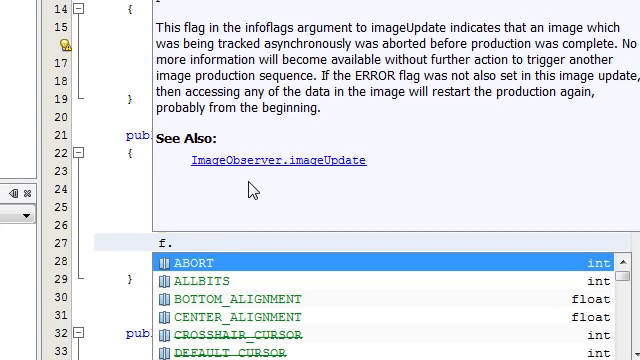 14
{
This flag in the infoflags argument to imageUpdate indicates that an image which
15
was being tracked asynchronously was aborted before production was complete. No
more information will become available without further action to trigger another
17
image production sequence. If the ERROR flag was not also set in this image update,
18
then accessing any of the data in the image will restart the production again,
19
}
probably from the beginning.
20
21
publ
See Also:
22
{
ImageObserver.imageUpdate
23
24
25
26
27
f.
28
ABORT int
29
}
ALLBITS int
30
BOTTOM_ALIGNMENT float
31
CENTER_ALIGNMENT float
32
publ
CROSSHAIR_CURSOR int
33
DEFAULT_CURSOR int